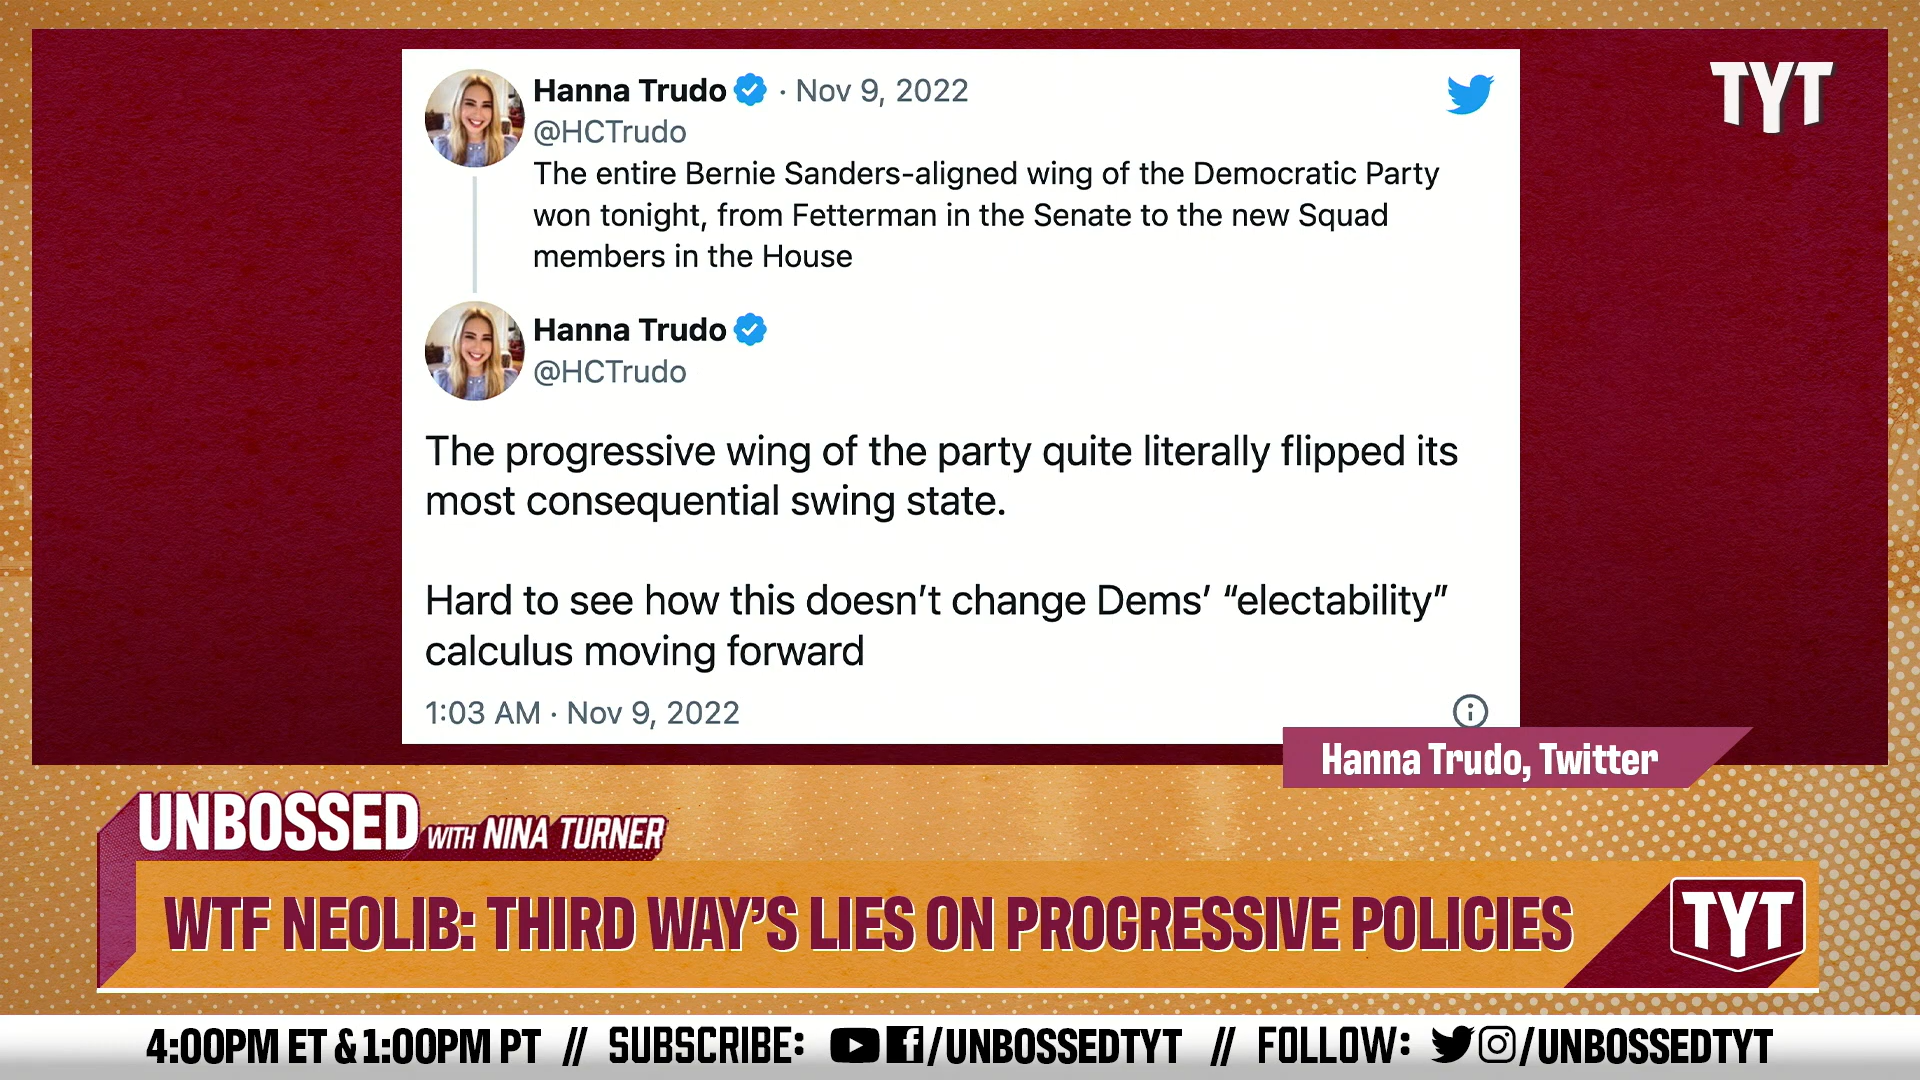 TYT
Hanna Trudo · Nov 9, 2022
@HCTrudo
The entire Bernie Sanders-aligned wing of the Democratic Party
won tonight, from Fetterman in the Senate to the new Squad
members in the House
Hanna Trudo
@HCTrudo
The progressive wing of the party quite literally flipped its
most consequential swing state.
Hard to see how this doesn’t change Dems’ “electability”
calculus moving forward
1:03 AM · Nov 9, 2022
Hanna Trudo, Twitter
UNBOSSED WITH NINA TURNER
WTF NEOLIB: THIRD WAY’S LIES ON PROGRESSIVE POLICIES
TYT
4:00PM ET & 1:00PM PT // SUBSCRIBE: /UNBOSSEDTYT // FOLLOW: /UNBOSSEDTYT